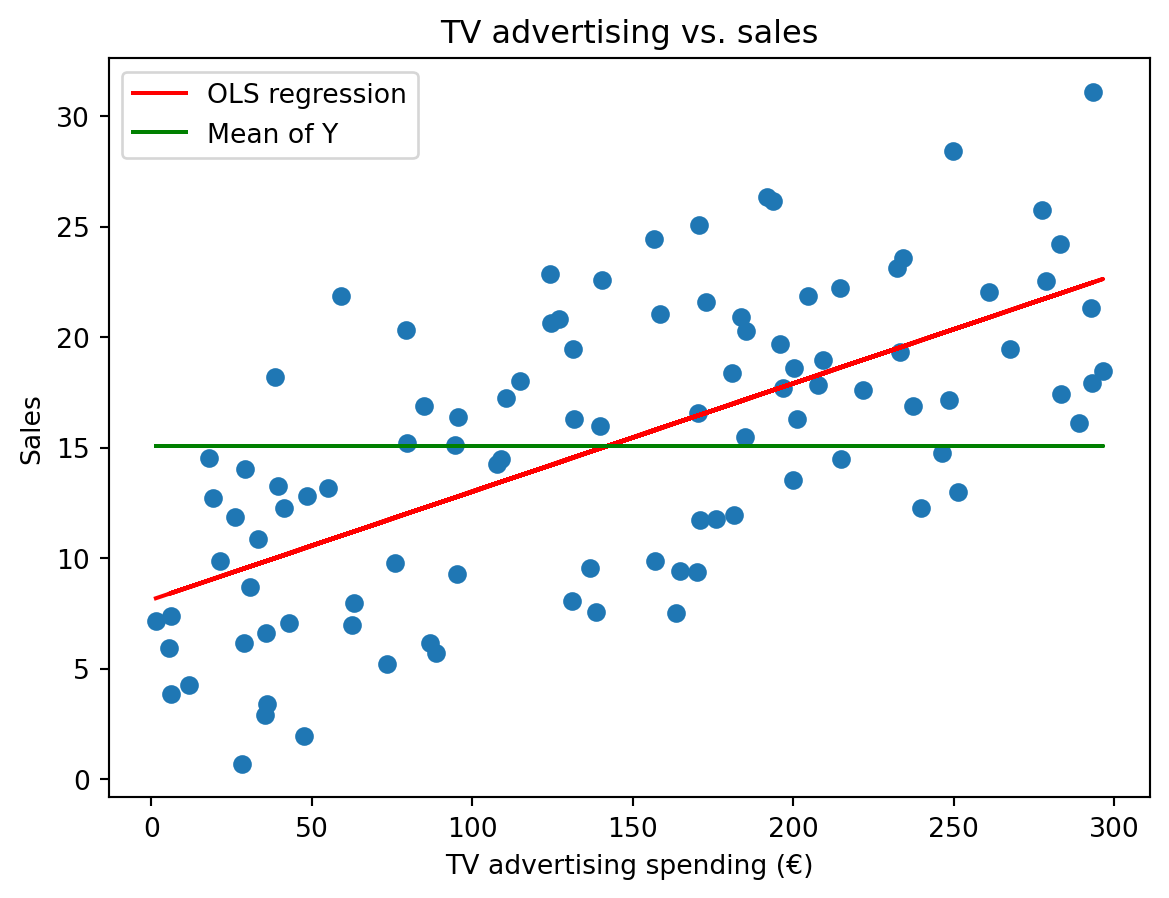 TV advertising vs. sales
OLS regression
Mean of Y
30
25
20
15
10
5
0
Sales
0 50 100 150 200 250 300
TV advertising spending (€)